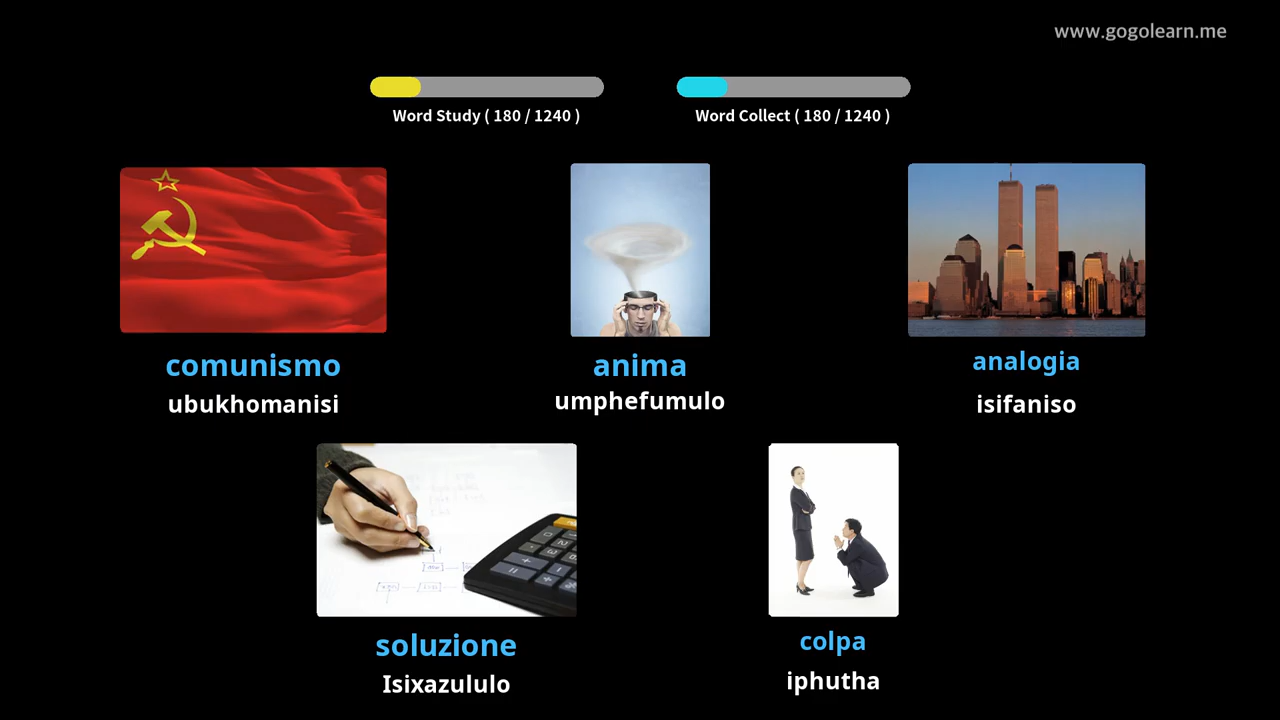 www.gogolearn.me
Word Study ( 180 / 1240 )
Word Collect ( 180 / 1240 )
comunismo
ubukhomanisi
anima
umphefumulo
analogia
isifaniso
soluzione
Isixazululo
colpa
iphutha